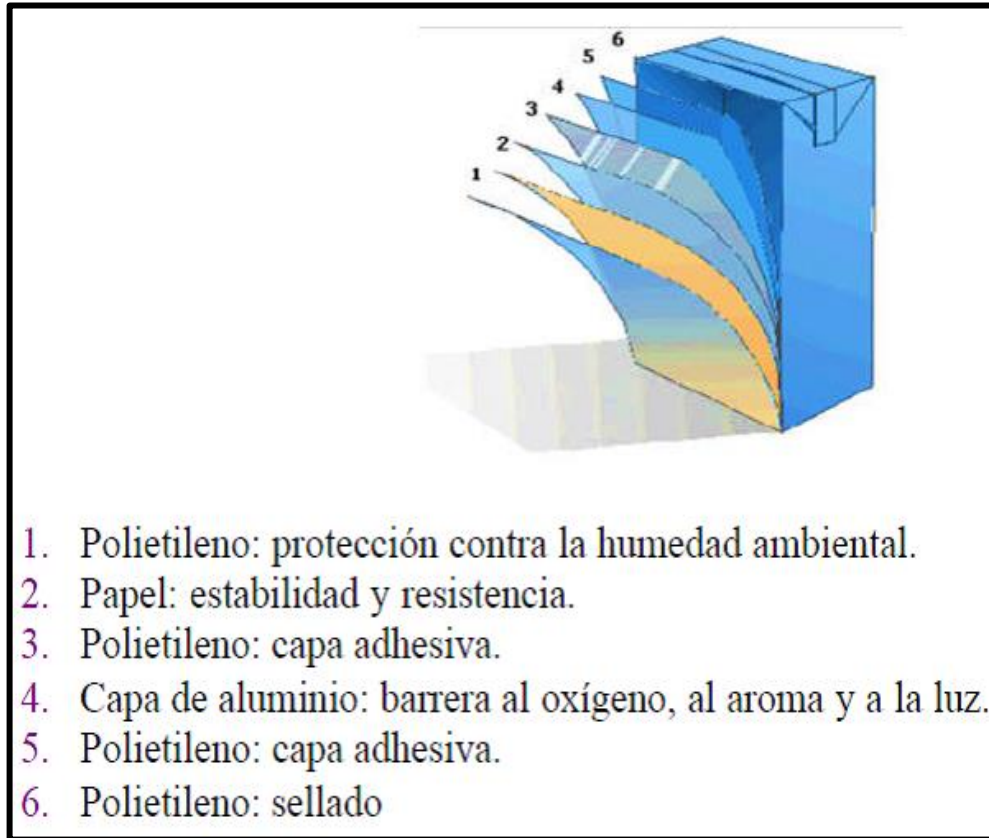 6
5
4
3
2
1
1. Polietileno: protección contra la humedad ambiental.
2. Papel: estabilidad y resistencia.
3. Polietileno: capa adhesiva.
4. Capa de aluminio: barrera al oxígeno, al aroma y a la luz.
5. Polietileno: capa adhesiva.
6. Polietileno: sellado